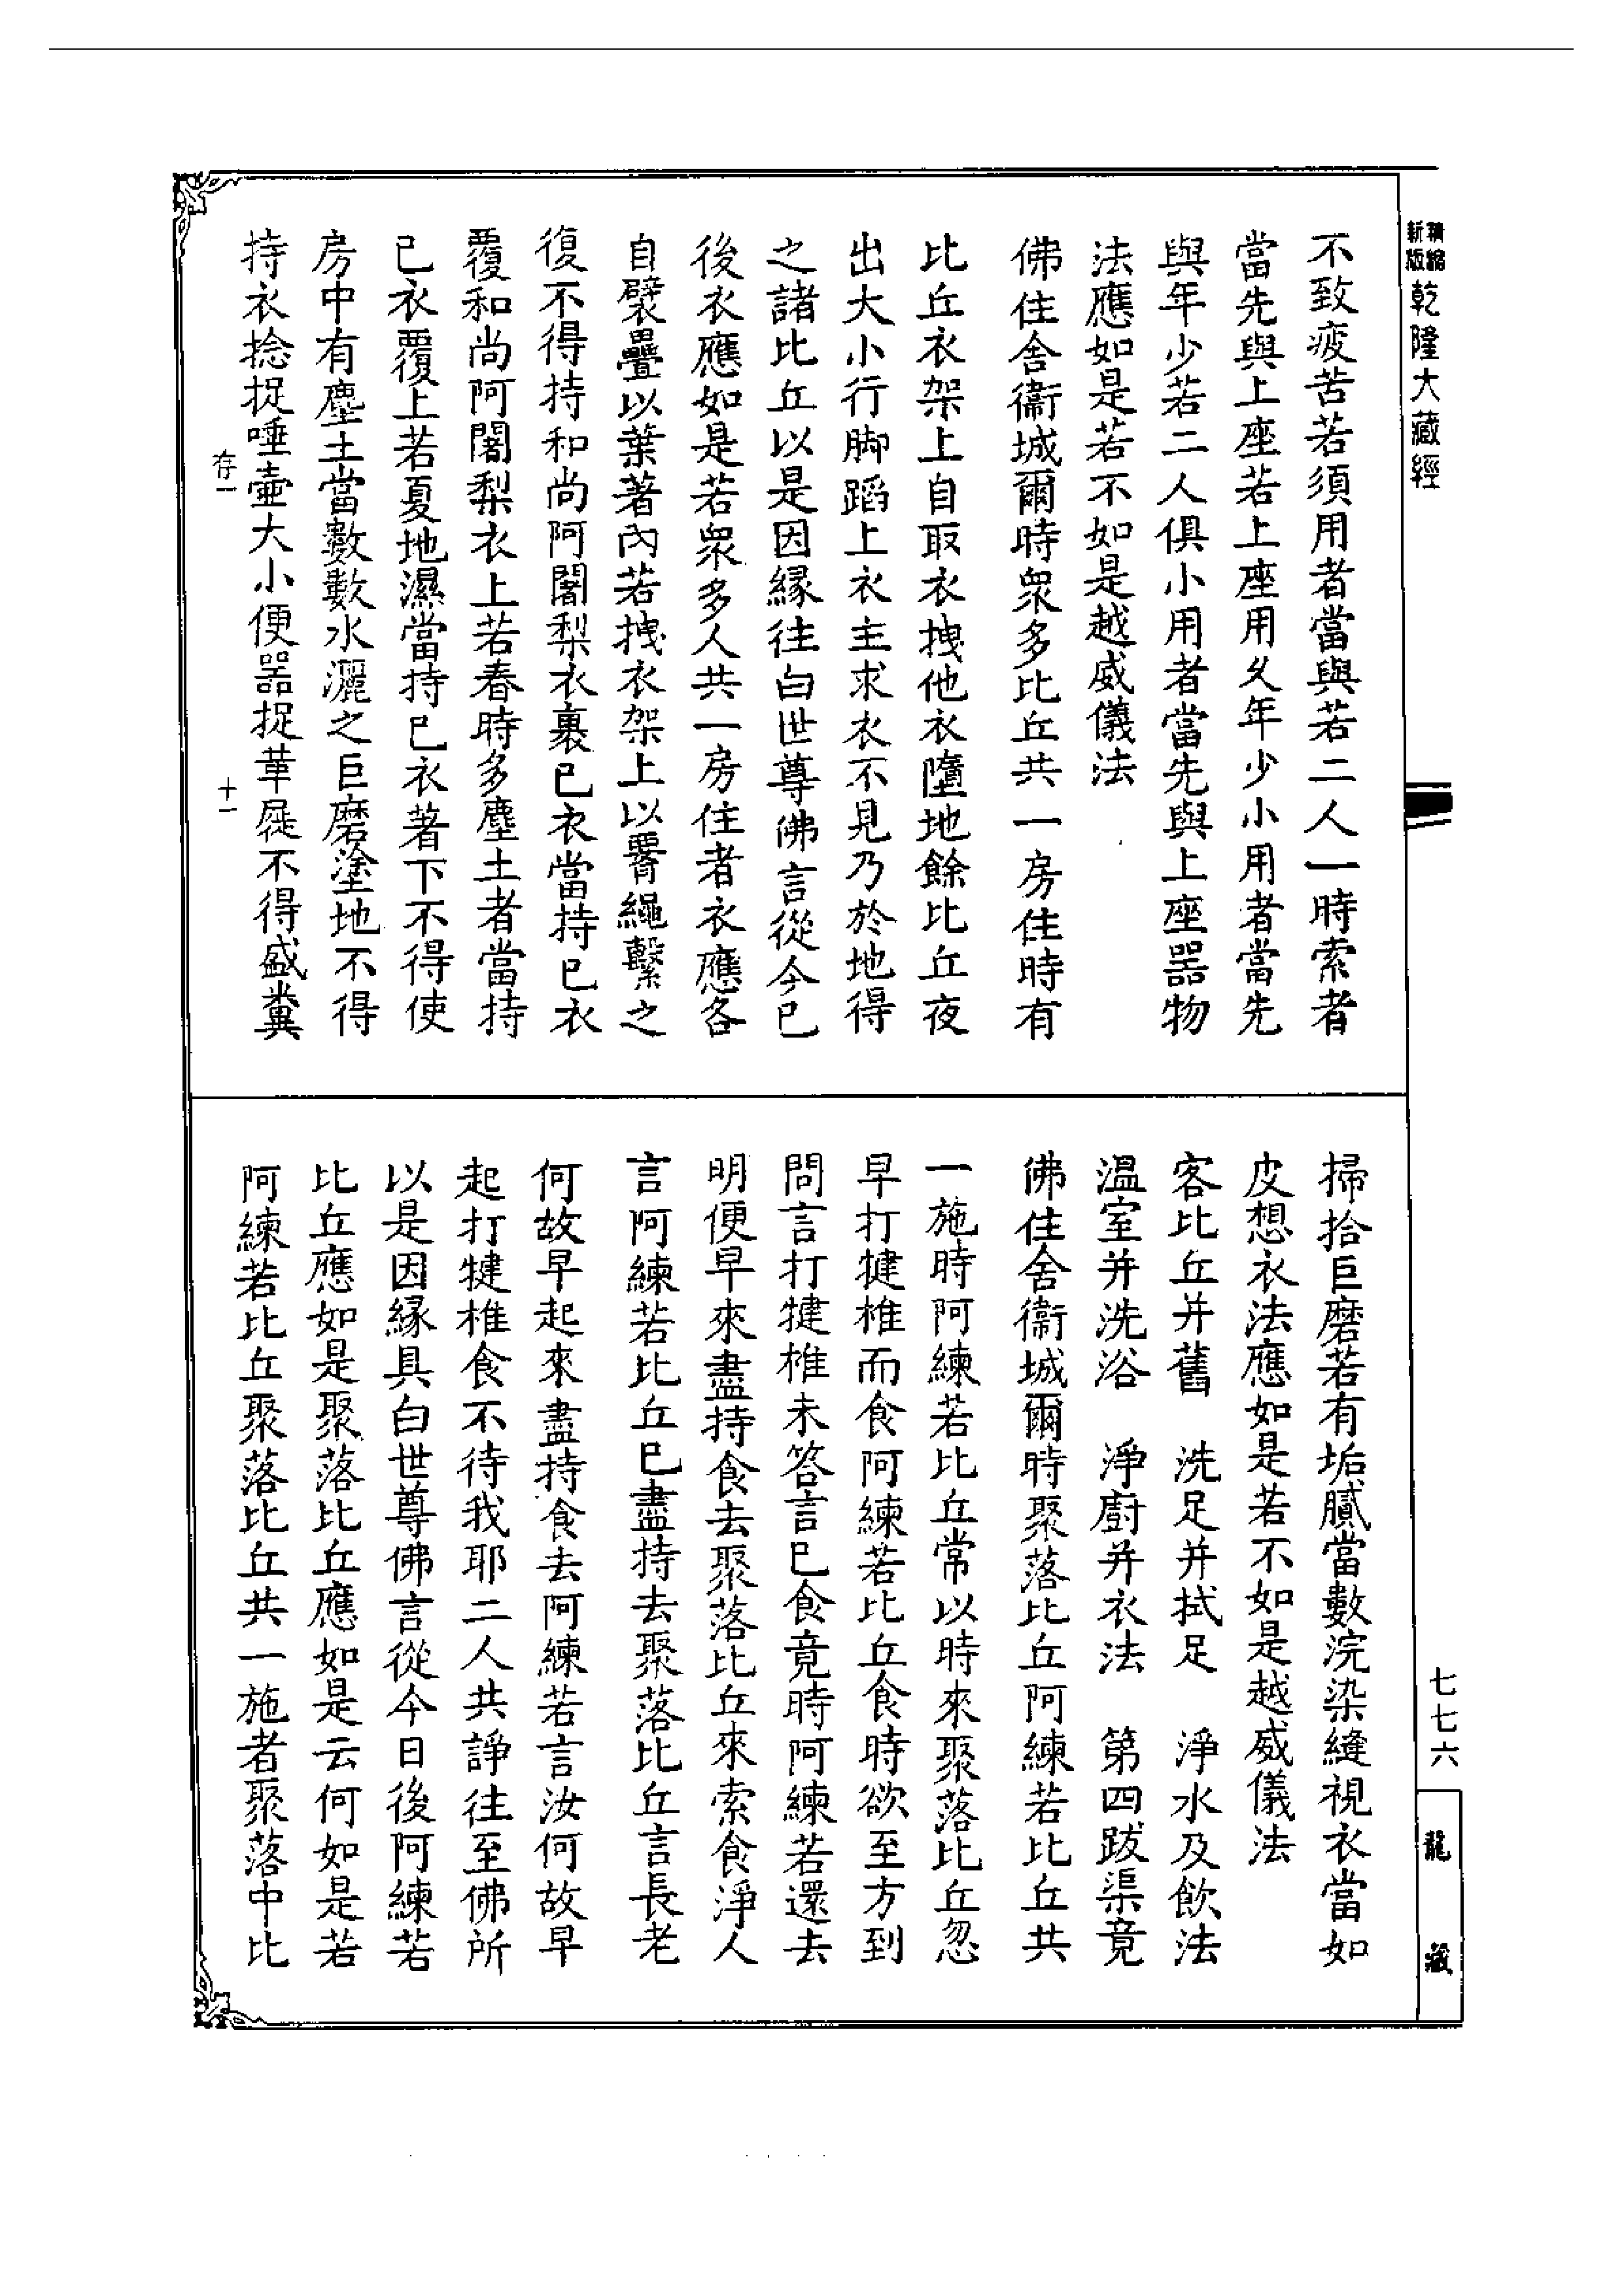 新版精縮
乾隆大藏經
不致疲苦若須用者當與若二人一時索者
當先與上座若上座用久年少小用者當先
與年少若二人俱小用者當先與上座器物
法應如是若不如是越威儀法
佛住舍衞城爾時眾多比丘共一房住時有
比丘衣架上自取衣拽他衣墮地餘比丘夜
出大小行脚蹈上衣主求衣不見乃於地得
之諸比丘以是因緣往白世尊佛言從今已
後衣應如是若眾多人共一房住者衣應各
自襞疊以葉著內若拽衣架上以罥繩繫之
復不得持和尚阿闍梨衣裹已衣當持已衣
覆和尚阿闍梨衣上若春時多塵土者當持
已衣覆上若夏地濕當持已衣著下不得使
房中有塵土當數數水灑之巨磨塗地不得
持衣捻捉唾壺大小便器捉革屣不得盛糞
存一
十一
掃拾巨磨若有垢膩當數浣染縫視衣當如
皮想衣法應如是若不如是越威儀法
客比丘并舊 洗足并拭足 淨水及飲法
溫室并洗浴 淨廚并衣法 第四跋渠竟
佛住舍衞城爾時聚落比丘阿練若比丘共
一施時阿練若比丘常以時來聚落比丘忽
早打犍椎而食阿練若比丘食時欲至方到
問言打犍椎未答言已食竟時阿練若還去
明便早來盡持食去聚落比丘來索食淨人
言阿練若比丘已盡持去聚落比丘言長老
何故早起來盡持食去阿練若言汝何故早
起打犍椎食不待我耶二人共諍往至佛所
以是因緣具白世尊佛言從今日後阿練若
比丘應如是聚落比丘應如是云何如是若
阿練若比丘聚落比丘共一施者聚落中比
七七六
龍藏